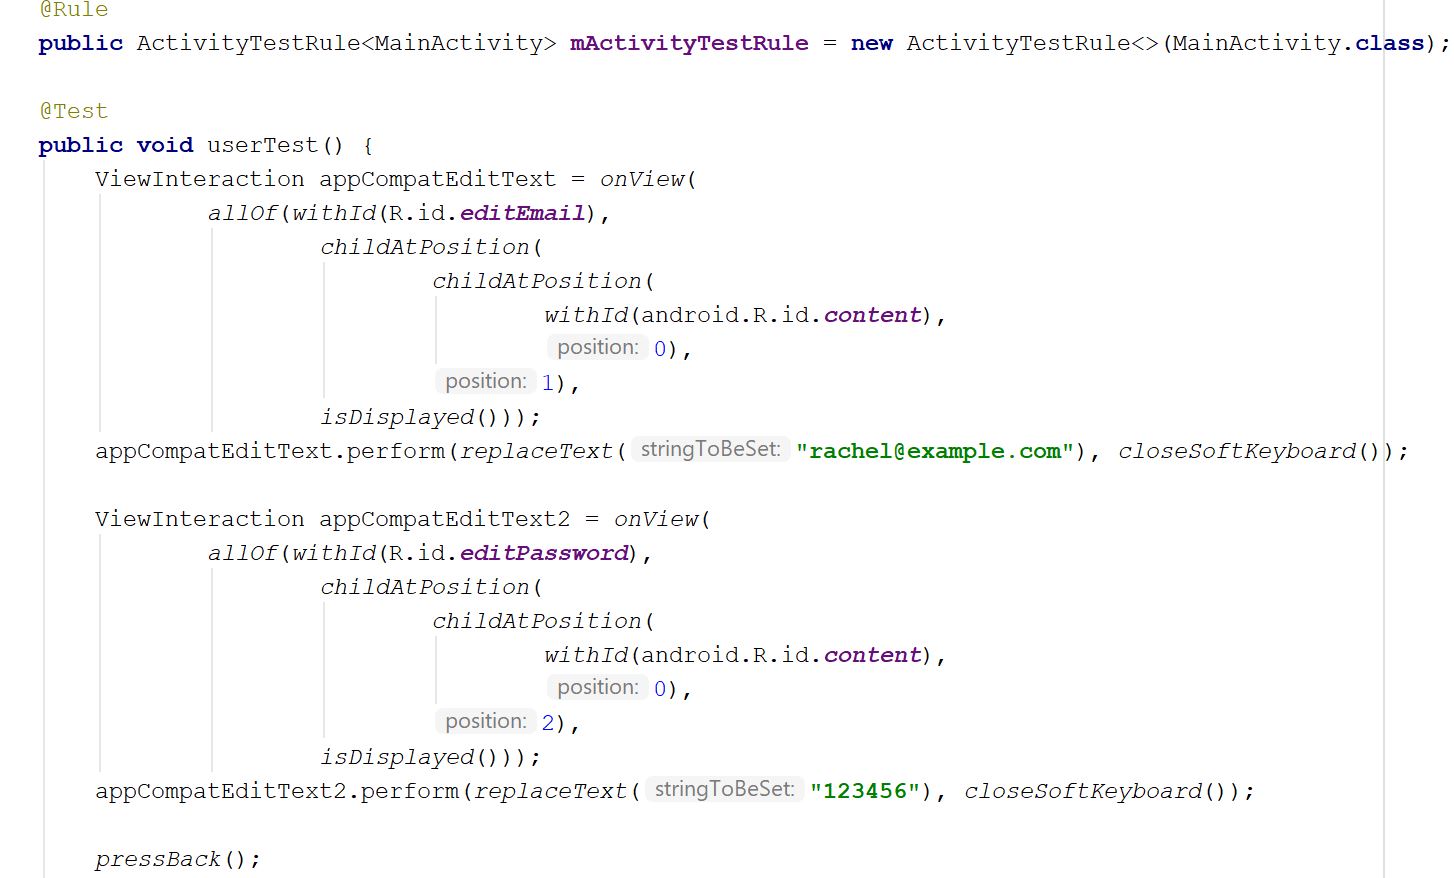 @Rule
public ActivityTestRule<MainActivity> mActivityTestRule = new ActivityTestRule<>(MainActivity.class);
@Test
public void userTest() {
ViewInteraction appCompatEditText = onView(
allOf(withId(R.id.editEmail),
childAtPosition(
childAtPosition(
withId(android.R.id.content),
position: 0),
position: 1),
isDisplayed()));
appCompatEditText.perform(replaceText( stringToBeSet: "rachel@example.com"), closeSoftKeyboard());
ViewInteraction appCompatEditText2 = onView(
allOf(withId(R.id.editPassword),
childAtPosition(
childAtPosition(
withId(android.R.id.content),
position: 0),
position: 2),
isDisplayed()));
appCompatEditText2.perform(replaceText( stringToBeSet: "123456"), closeSoftKeyboard());
pressBack();